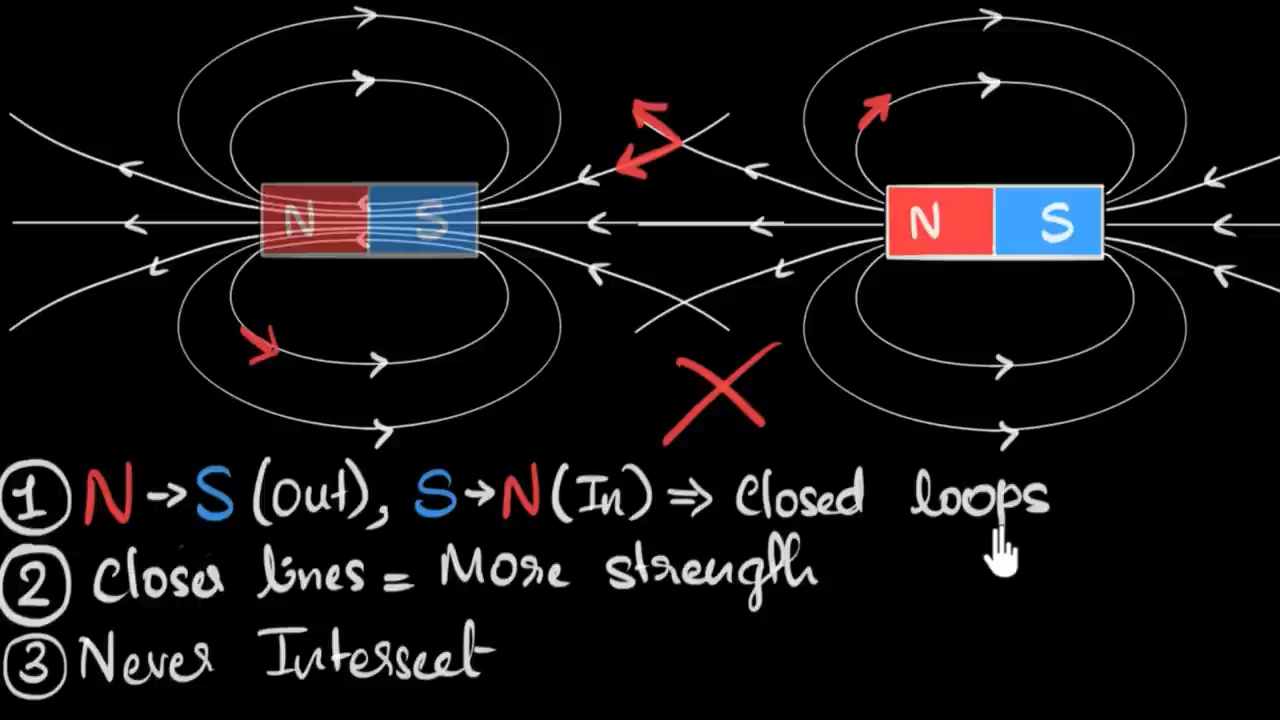 N S N S
① N → S (Out), S → N (In) ⇒ Closed loops
② Closer lines = More strength
③ Never Intersect